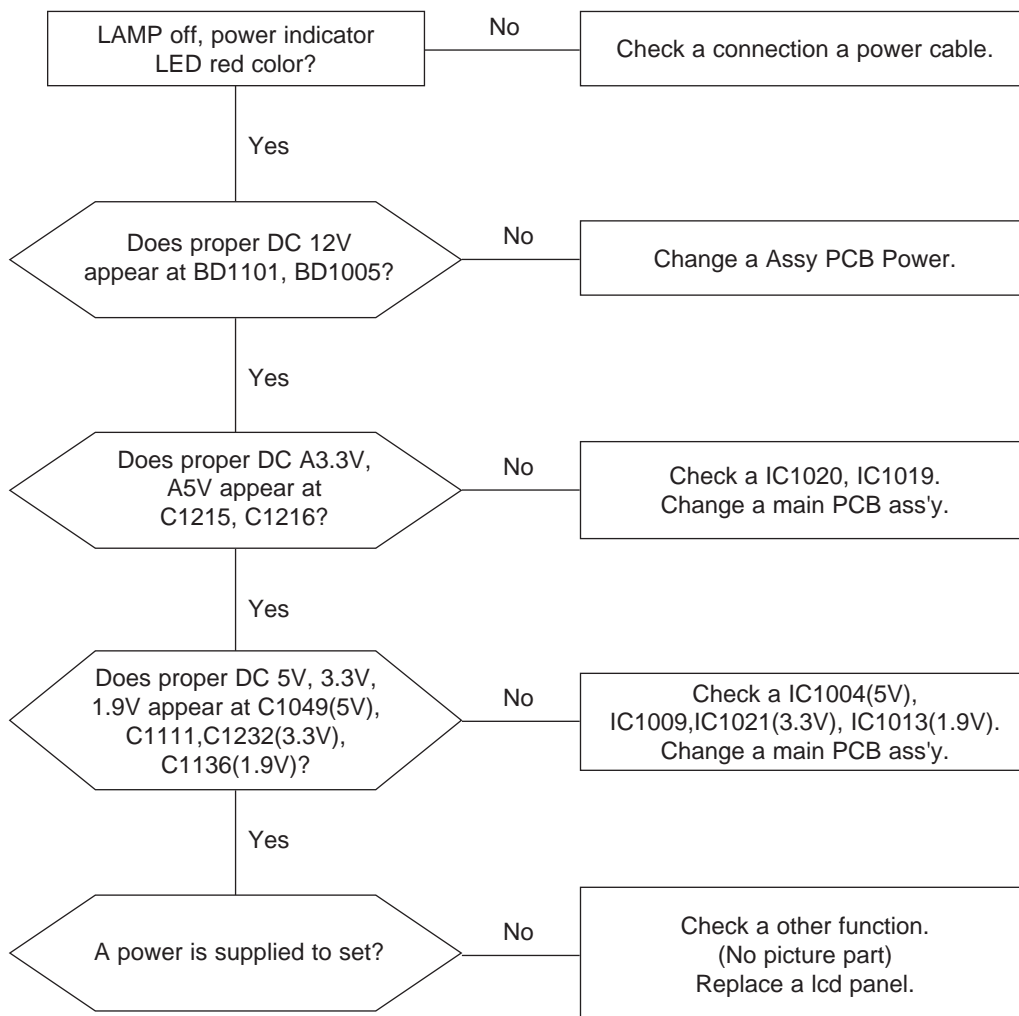 LAMP off, power indicator
LED red color?
No
Check a connection a power cable.
Yes
Does proper DC 12V
appear at BD1101, BD1005?
No
Change a Assy PCB Power.
Yes
Does proper DC A3.3V,
A5V appear at
C1215, C1216?
No
Check a IC1020, IC1019.
Change a main PCB ass'y.
Yes
Does proper DC 5V, 3.3V,
1.9V appear at C1049(5V),
C1111,C1232(3.3V),
C1136(1.9V)?
No
Check a IC1004(5V),
IC1009,IC1021(3.3V), IC1013(1.9V).
Change a main PCB ass'y.
Yes
A power is supplied to set?
No
Check a other function.
(No picture part)
Replace a lcd panel.